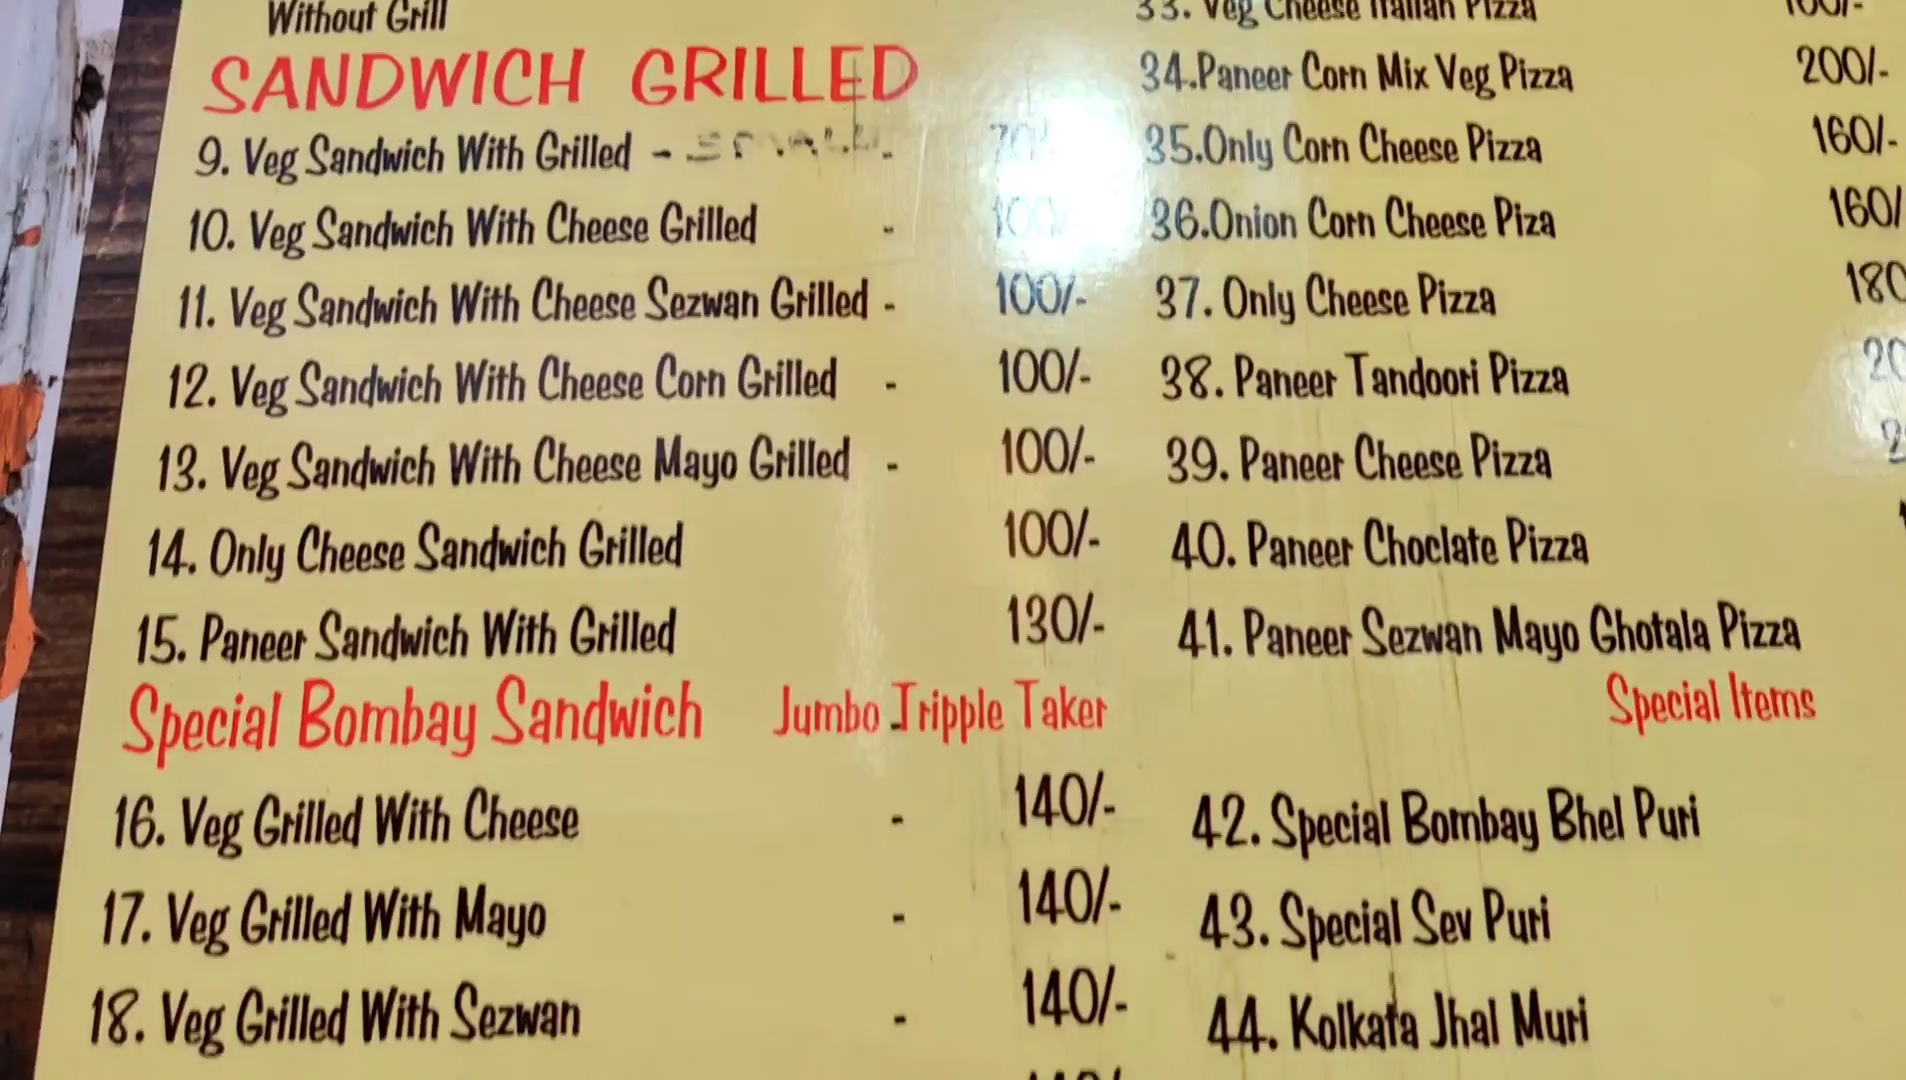 Without Grill
SANDWICH GRILLED
9. Veg Sandwich With Grilled - - 70/-
10. Veg Sandwich With Cheese Grilled - 100/-
11. Veg Sandwich With Cheese Sezwan Grilled - 100/-
12. Veg Sandwich With Cheese Corn Grilled - 100/-
13. Veg Sandwich With Cheese Mayo Grilled - 100/-
14. Only Cheese Sandwich Grilled 100/-
15. Paneer Sandwich With Grilled 130/-
Special Bombay Sandwich Jumbo Tripple Taker
16. Veg Grilled With Cheese - 140/-
17. Veg Grilled With Mayo - 140/-
18. Veg Grilled With Sezwan - 140/-
33. Veg Cheese Italian Pizza
34.Paneer Corn Mix Veg Pizza 200/-
35.Only Corn Cheese Pizza 160/-
36.Onion Corn Cheese Piza 160/
37. Only Cheese Pizza 180
38. Paneer Tandoori Pizza 20
39. Paneer Cheese Pizza 2
40. Paneer Choclate Pizza
41. Paneer Sezwan Mayo Ghotala Pizza
Special Items
42. Special Bombay Bhel Puri
43. Special Sev Puri
44. Kolkata Jhal Muri